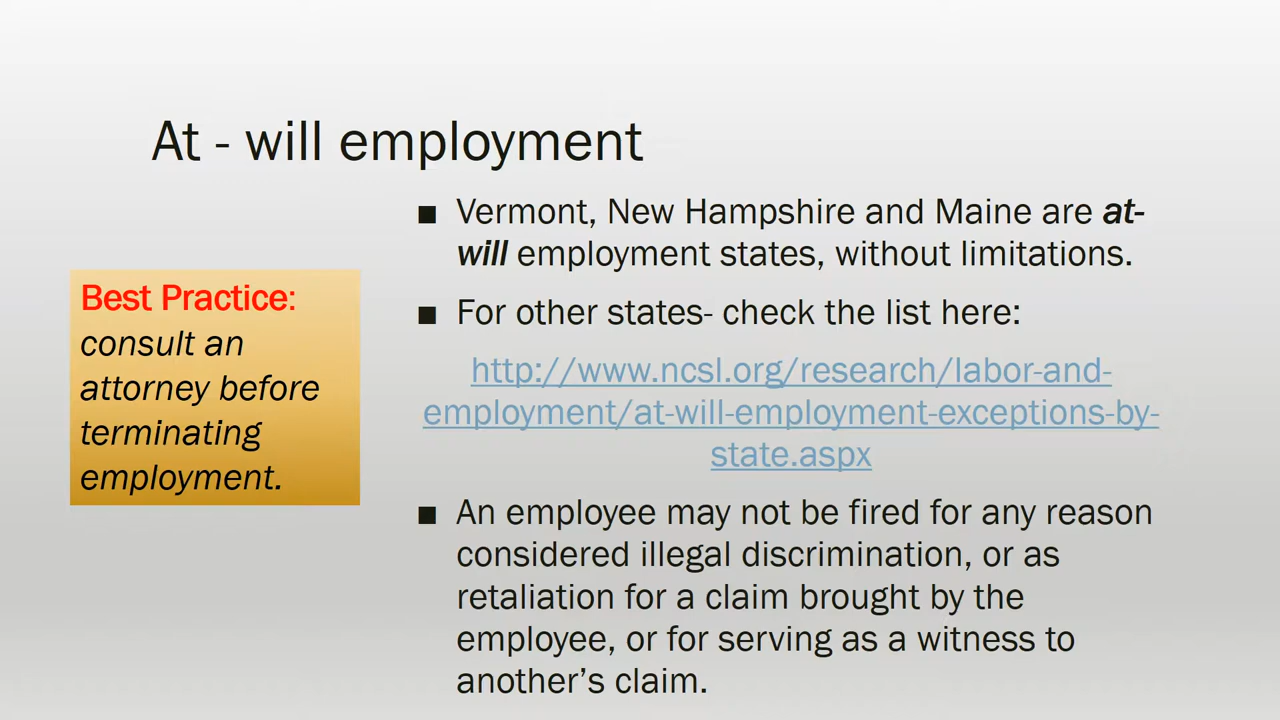 At - will employment
Best Practice:
consult an
attorney before
terminating
employment.
■ Vermont, New Hampshire and Maine are at-
will employment states, without limitations.
■ For other states- check the list here:
http://www.ncsl.org/research/labor-and-
employment/at-will-employment-exceptions-by-
state.aspx
■ An employee may not be fired for any reason
considered illegal discrimination, or as
retaliation for a claim brought by the
employee, or for serving as a witness to
another’s claim.